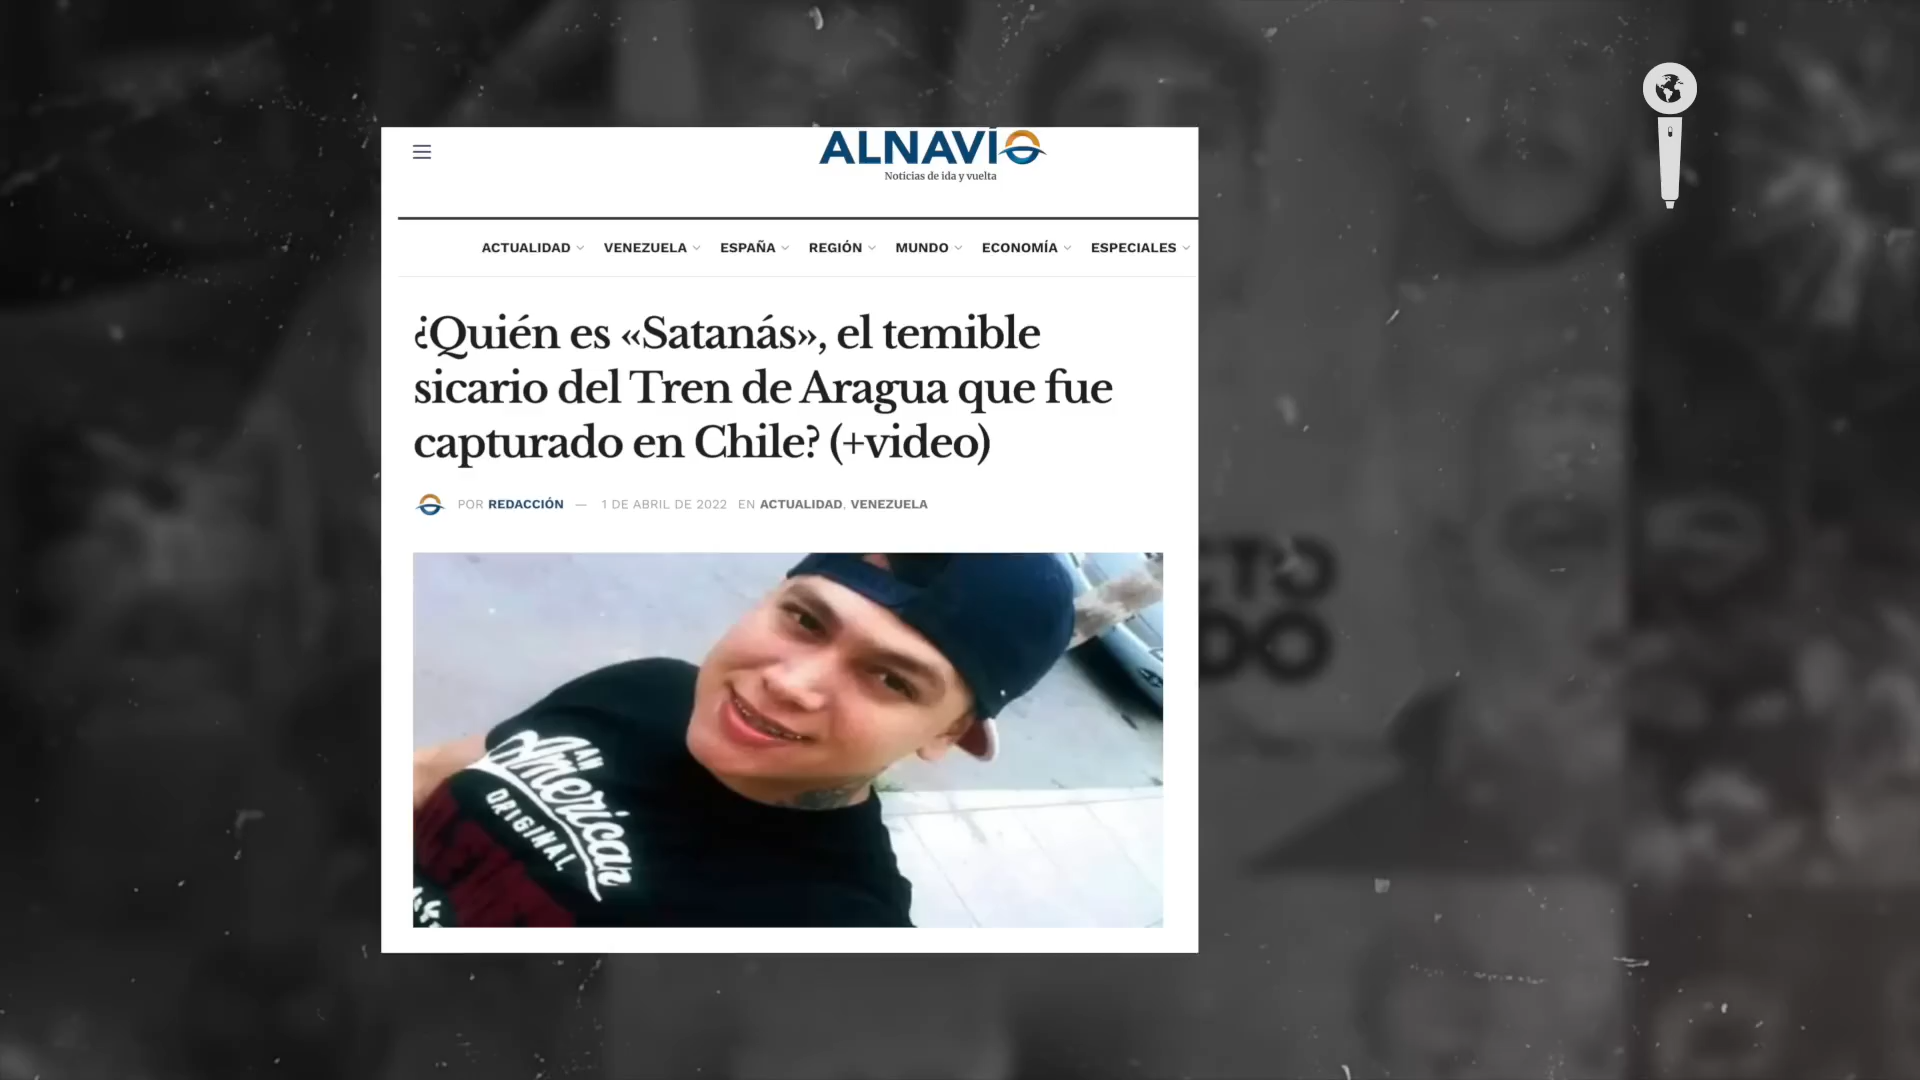 ALNAVÍO
Noticias de ida y vuelta
ACTUALIDAD VENEZUELA ESPAÑA REGIÓN MUNDO ECONOMÍA ESPECIALES
¿Quién es «Satanás», el temible
sicario del Tren de Aragua que fue
capturado en Chile? (+video)
POR REDACCIÓN — 1 DE ABRIL DE 2022 EN ACTUALIDAD, VENEZUELA
AN
American
ORIGINAL